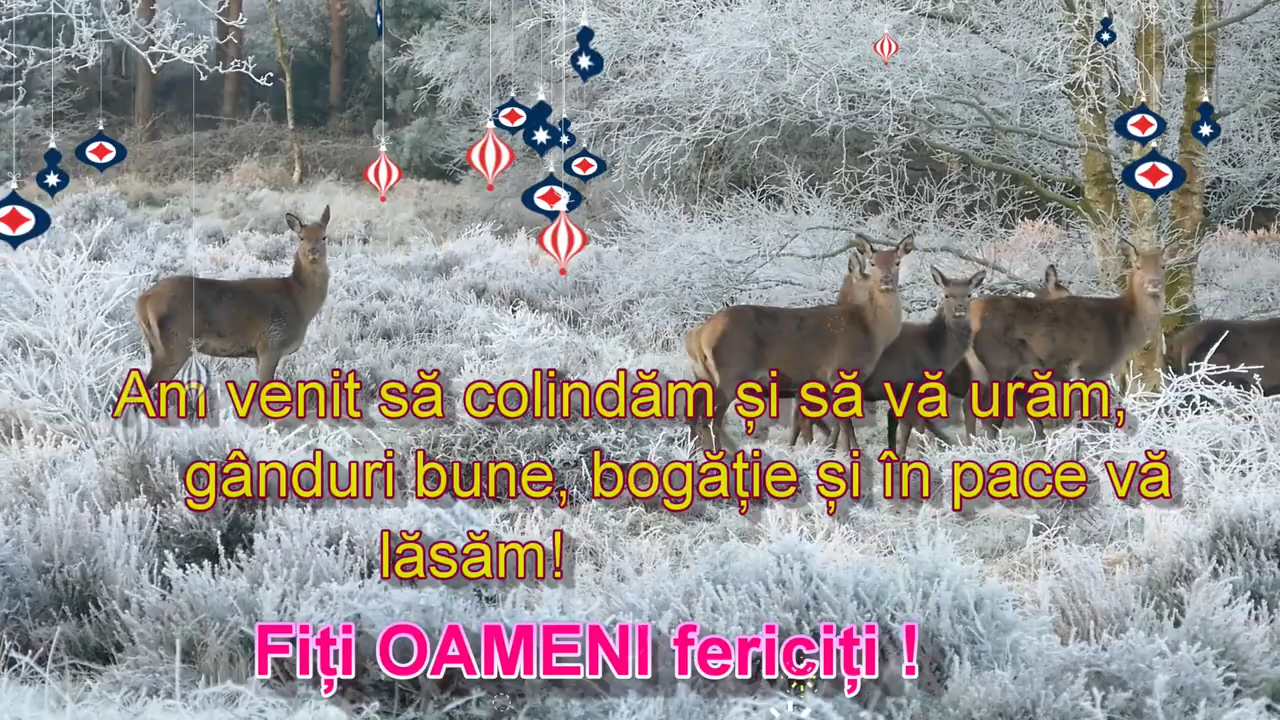 Am venit să colindăm și să vă urăm,
gânduri bune, bogăție și în pace vă
lăsăm!
Fiți OAMENI fericiți !